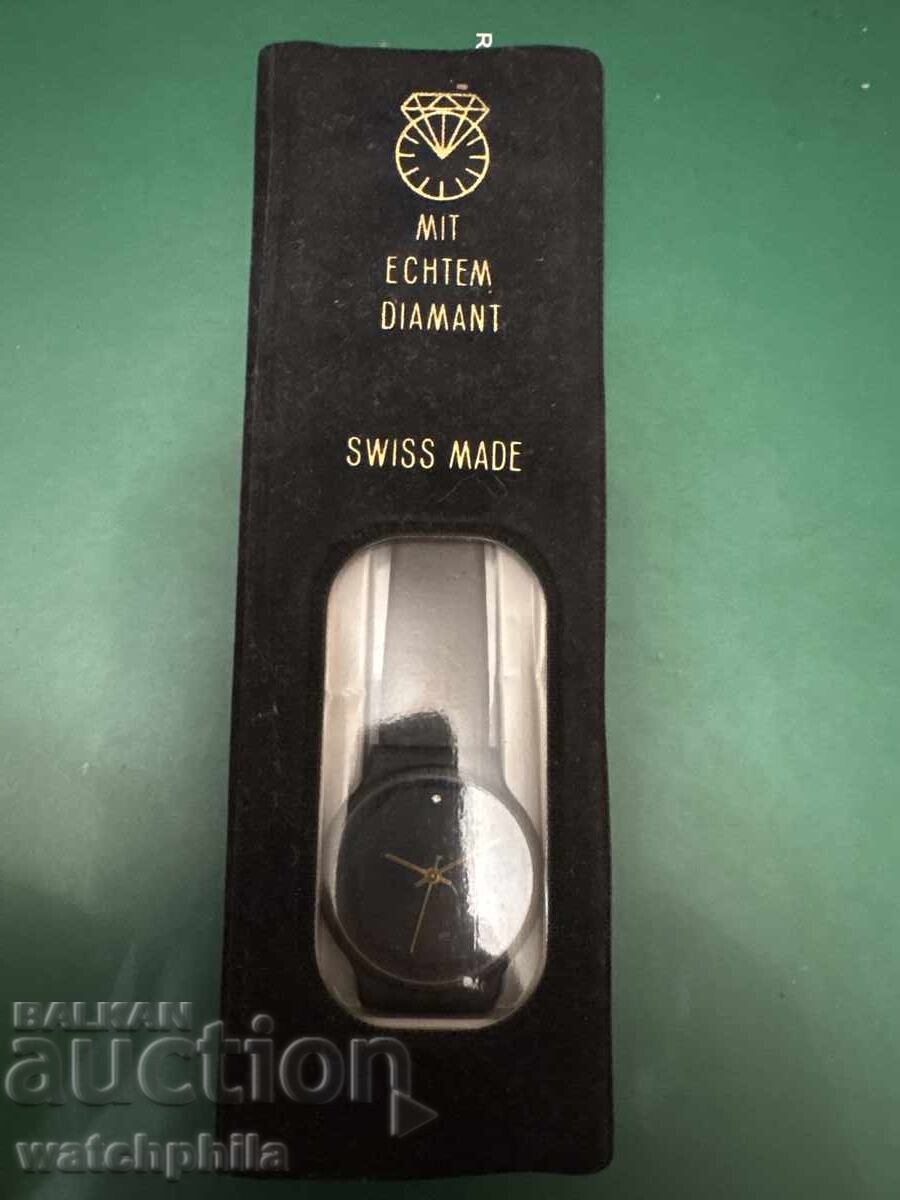 R
MIT
ECHTEM
DIAMANT
SWISS MADE
BALKAN
auction
watchphila